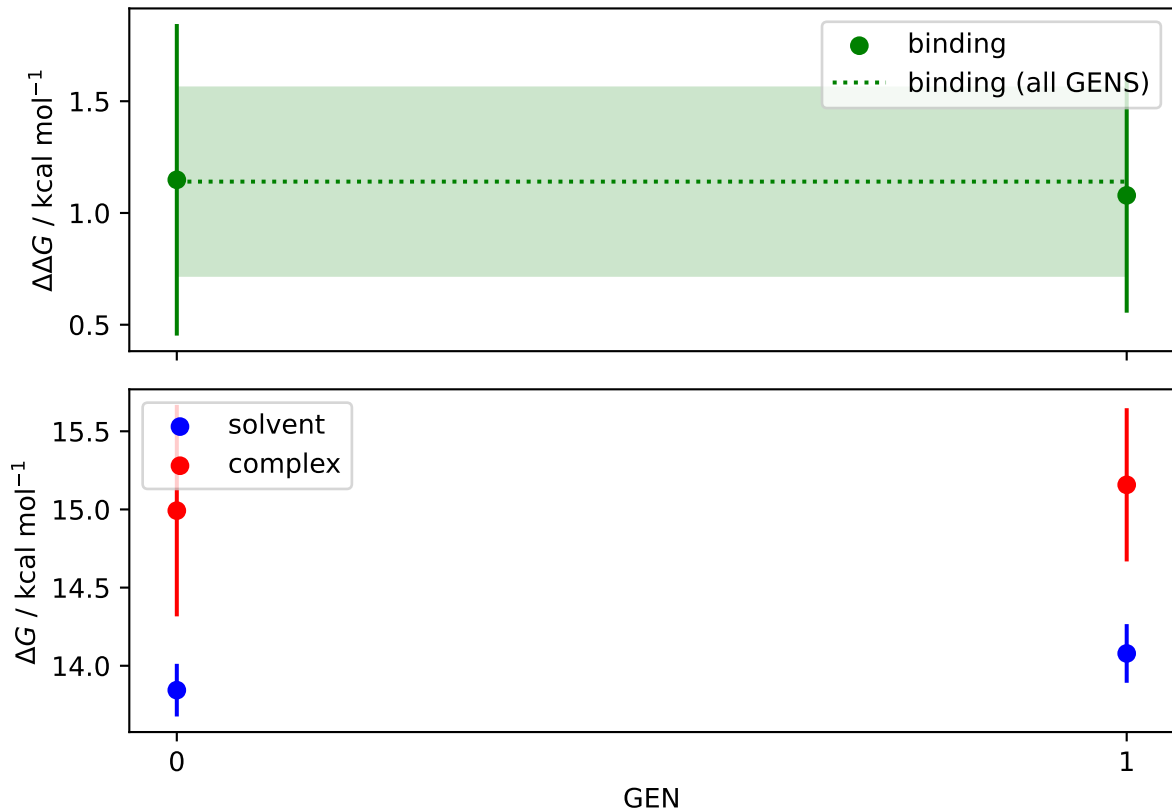 binding
binding (all GENS)
1.5
1.0
0.5
ΔΔG / kcal mol⁻¹
solvent
complex
15.5
15.0
14.5
14.0
ΔG / kcal mol⁻¹
0
1
GEN